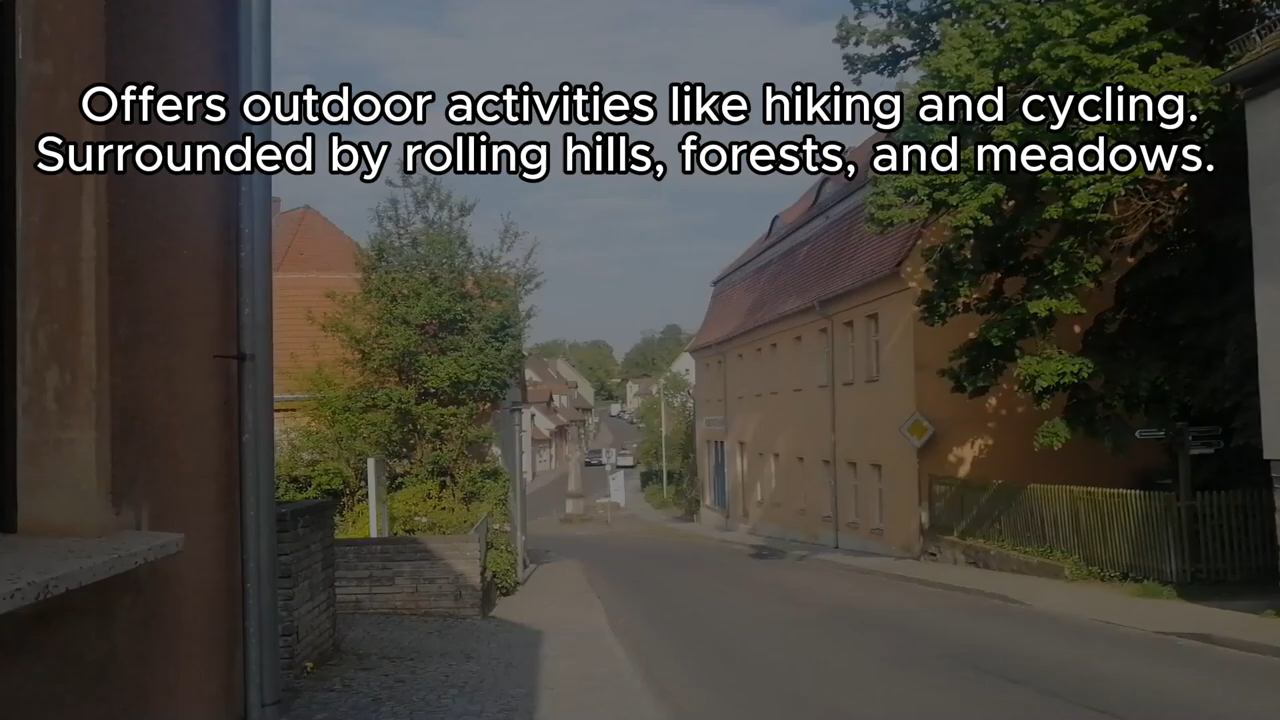 Offers outdoor activities like hiking and cycling.
Surrounded by rolling hills, forests, and meadows.